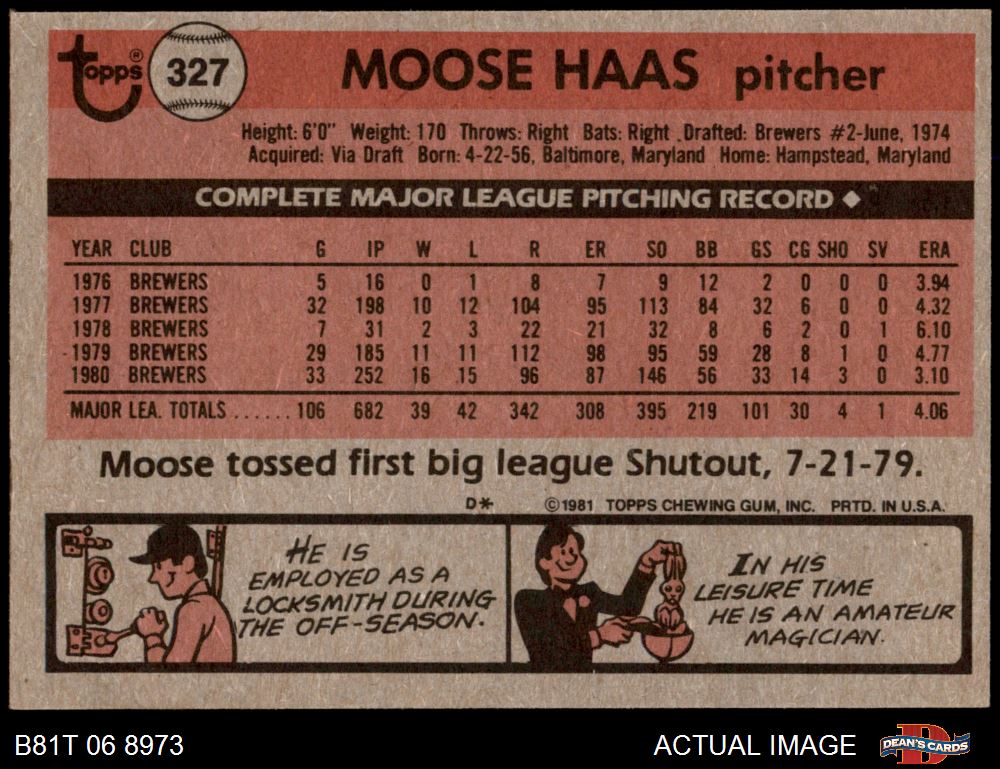 topps® 327 MOOSE HAAS pitcher
Height: 6'0" Weight: 170 Throws: Right Bats: Right Drafted: Brewers #2-June, 1974
Acquired: Via Draft Born: 4-22-56, Baltimore, Maryland Home: Hampstead, Maryland
COMPLETE MAJOR LEAGUE PITCHING RECORD ◆
YEAR CLUB G IP W L R ER SO BB GS CG SHO SV ERA
1976 BREWERS 5 16 0 1 8 7 9 12 2 0 0 0 3.94
1977 BREWERS 32 198 10 12 104 95 113 84 32 6 0 0 4.32
1978 BREWERS 7 31 2 3 22 21 32 8 6 2 0 1 6.10
1979 BREWERS 29 185 11 11 112 98 95 59 28 8 1 0 4.77
1980 BREWERS 33 252 16 15 96 87 146 56 33 14 3 0 3.10
MAJOR LEA. TOTALS ...... 106 682 39 42 342 308 395 219 101 30 4 1 4.06
Moose tossed first big league Shutout, 7-21-79.
D* ©1981 TOPPS CHEWING GUM, INC. PRTD. IN U.S.A.
HE IS
EMPLOYED AS A
LOCKSMITH DURING
THE OFF-SEASON.
IN HIS
LEISURE TIME
HE IS AN AMATEUR
MAGICIAN.
B81T 06 8973 ACTUAL IMAGE DEAN'S CARDS